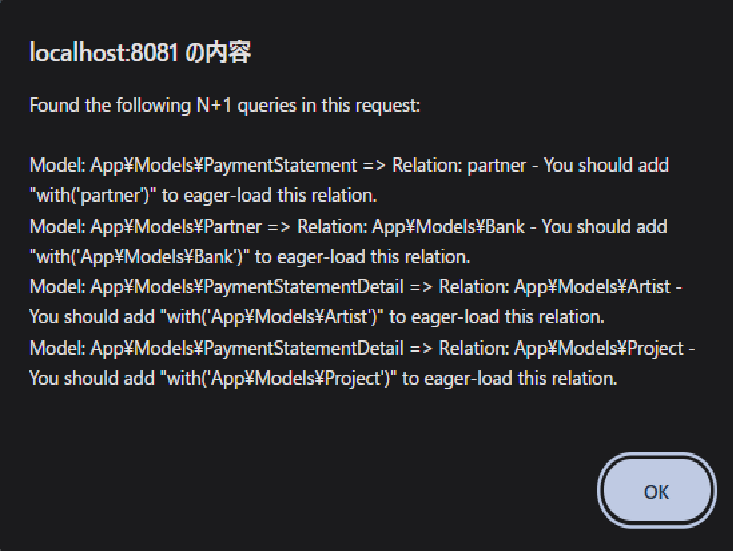 localhost:8081 の内容
Found the following N+1 queries in this request:
Model: App¥Models¥PaymentStatement => Relation: partner - You should add
"with('partner')" to eager-load this relation.
Model: App¥Models¥Partner => Relation: App¥Models¥Bank - You should add
"with('App¥Models¥Bank')" to eager-load this relation.
Model: App¥Models¥PaymentStatementDetail => Relation: App¥Models¥Artist -
You should add "with('App¥Models¥Artist')" to eager-load this relation.
Model: App¥Models¥PaymentStatementDetail => Relation: App¥Models¥Project -
You should add "with('App¥Models¥Project')" to eager-load this relation.
OK